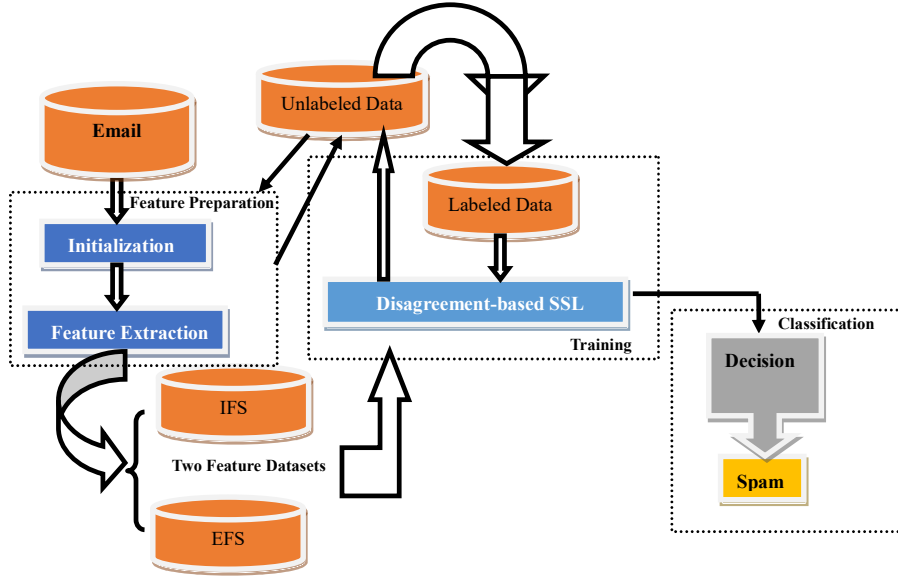 Unlabeled Data
Email
Feature Preparation
Labeled Data
Initialization
Disagreement-based SSL
Feature Extraction
Training
Classification
Decision
IFS
Two Feature Datasets
Spam
EFS